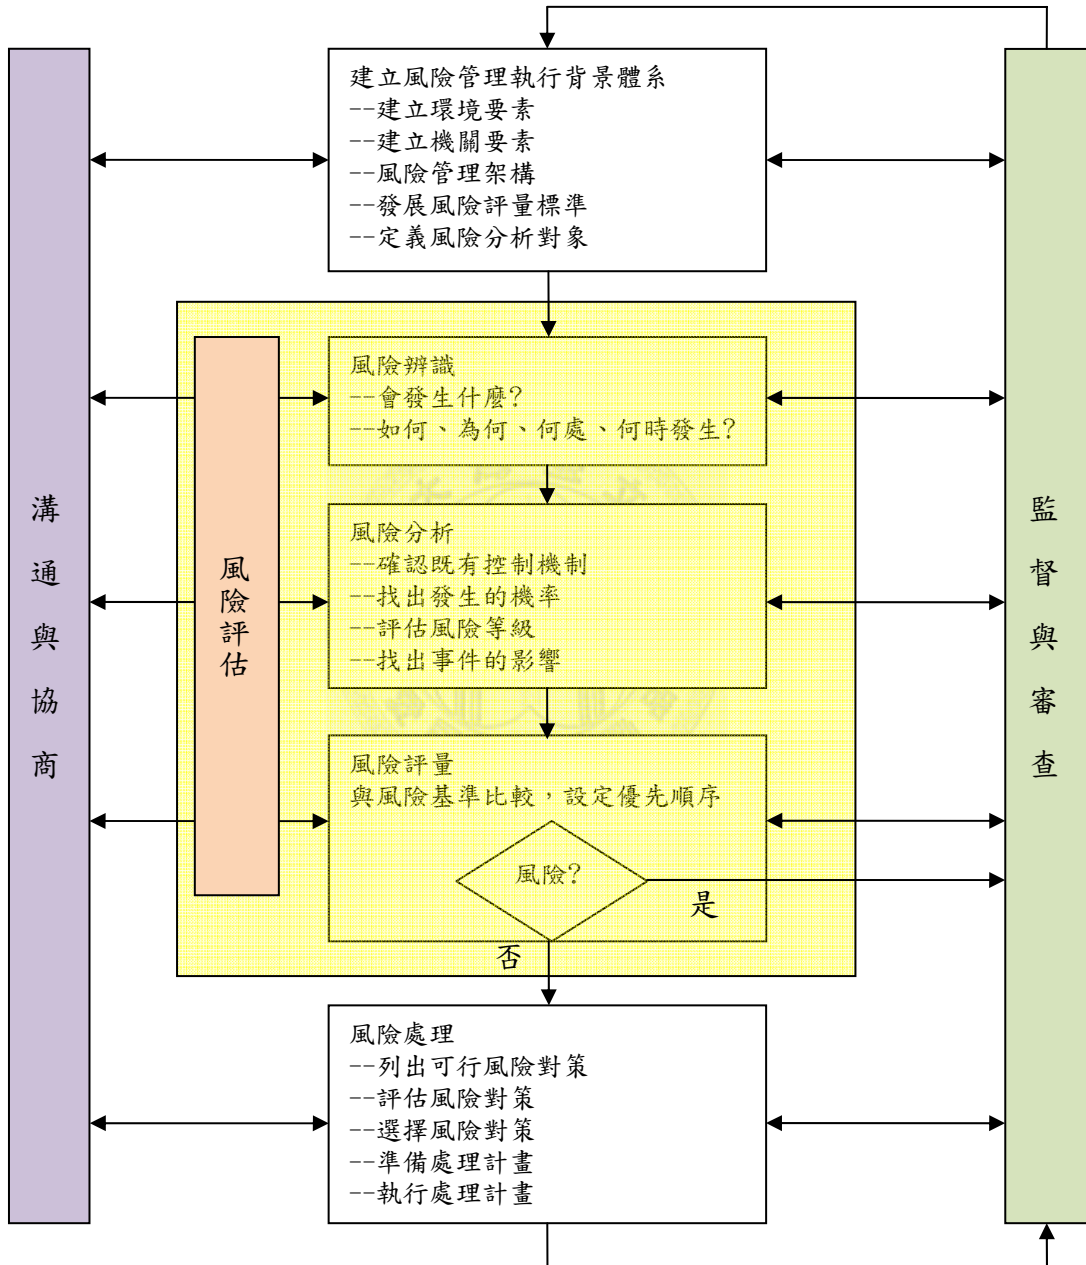 建立風險管理執行背景體系
--建立環境要素
--建立機關要素
--風險管理架構
--發展風險評量標準
--定義風險分析對象
風險辨識
--會發生什麼?
--如何、為何、何處、何時發生?
溝通與協商
風險評估
風險分析
--確認既有控制機制
--找出發生的機率
--評估風險等級
--找出事件的影響
監督與審查
風險評量
與風險基準比較，設定優先順序
風險?
是
否
風險處理
--列出可行風險對策
--評估風險對策
--選擇風險對策
--準備處理計畫
--執行處理計畫